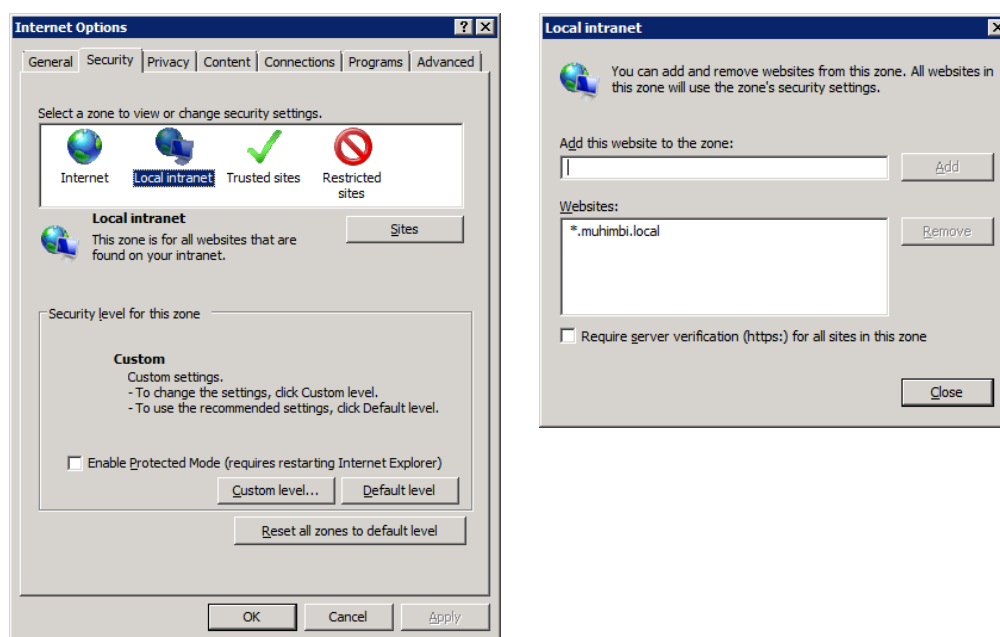 Internet Options
General Security Privacy Content Connections Programs Advanced
Select a zone to view or change security settings.
Internet Local intranet Trusted sites Restricted
sites
Local intranet
This zone is for all websites that are
found on your intranet.
Sites
Security level for this zone
Custom
Custom settings.
- To change the settings, click Custom level.
- To use the recommended settings, click Default level.
Enable Protected Mode (requires restarting Internet Explorer)
Custom level... Default level
Reset all zones to default level
OK Cancel Apply
Local intranet
You can add and remove websites from this zone. All websites in
this zone will use the zone's security settings.
Add this website to the zone:
Add
Websites:
*.muhimbi.local
Remove
Require server verification (https:) for all sites in this zone
Close